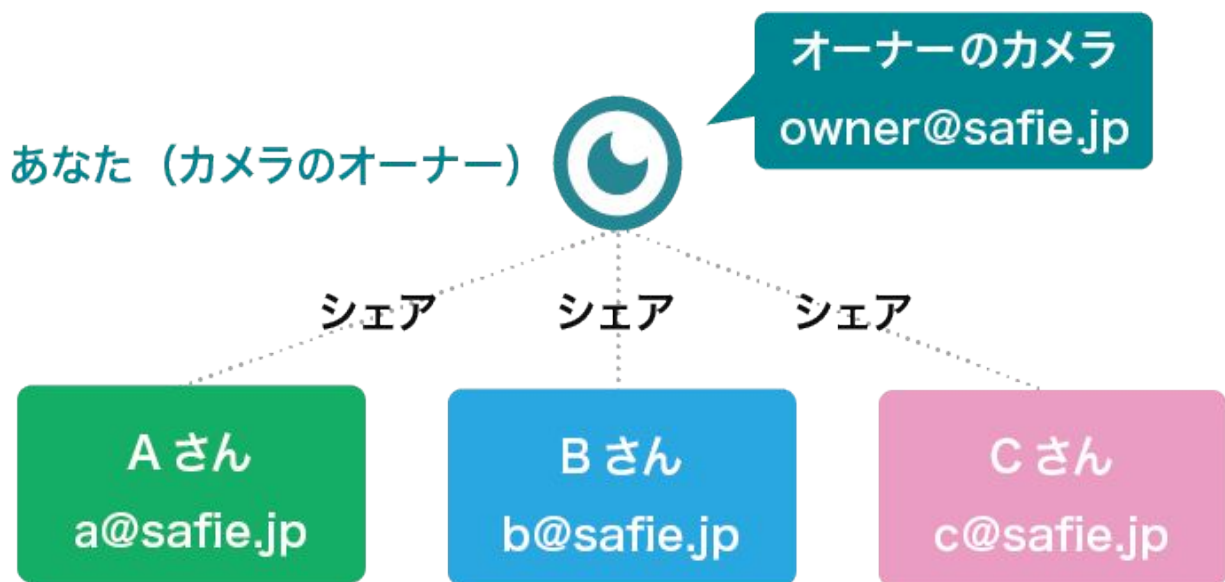 オーナーのカメラ
owner@safie.jp
あなた（カメラのオーナー）
シェア
シェア
シェア
A さん
a@safie.jp
B さん
b@safie.jp
C さん
c@safie.jp